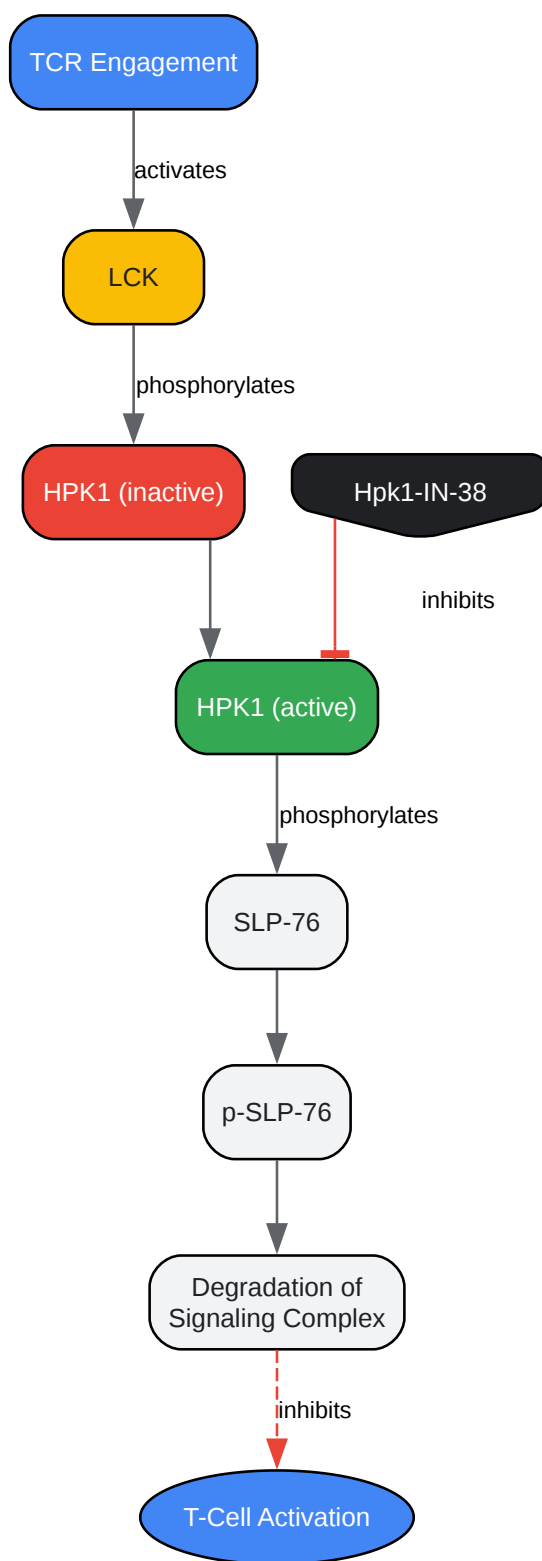 TCR Engagement
activates
LCK
phosphorylates
HPK1 (inactive)
Hpk1-IN-38
inhibits
HPK1 (active)
phosphorylates
SLP-76
p-SLP-76
Degradation of
Signaling Complex
inhibits
T-Cell Activation